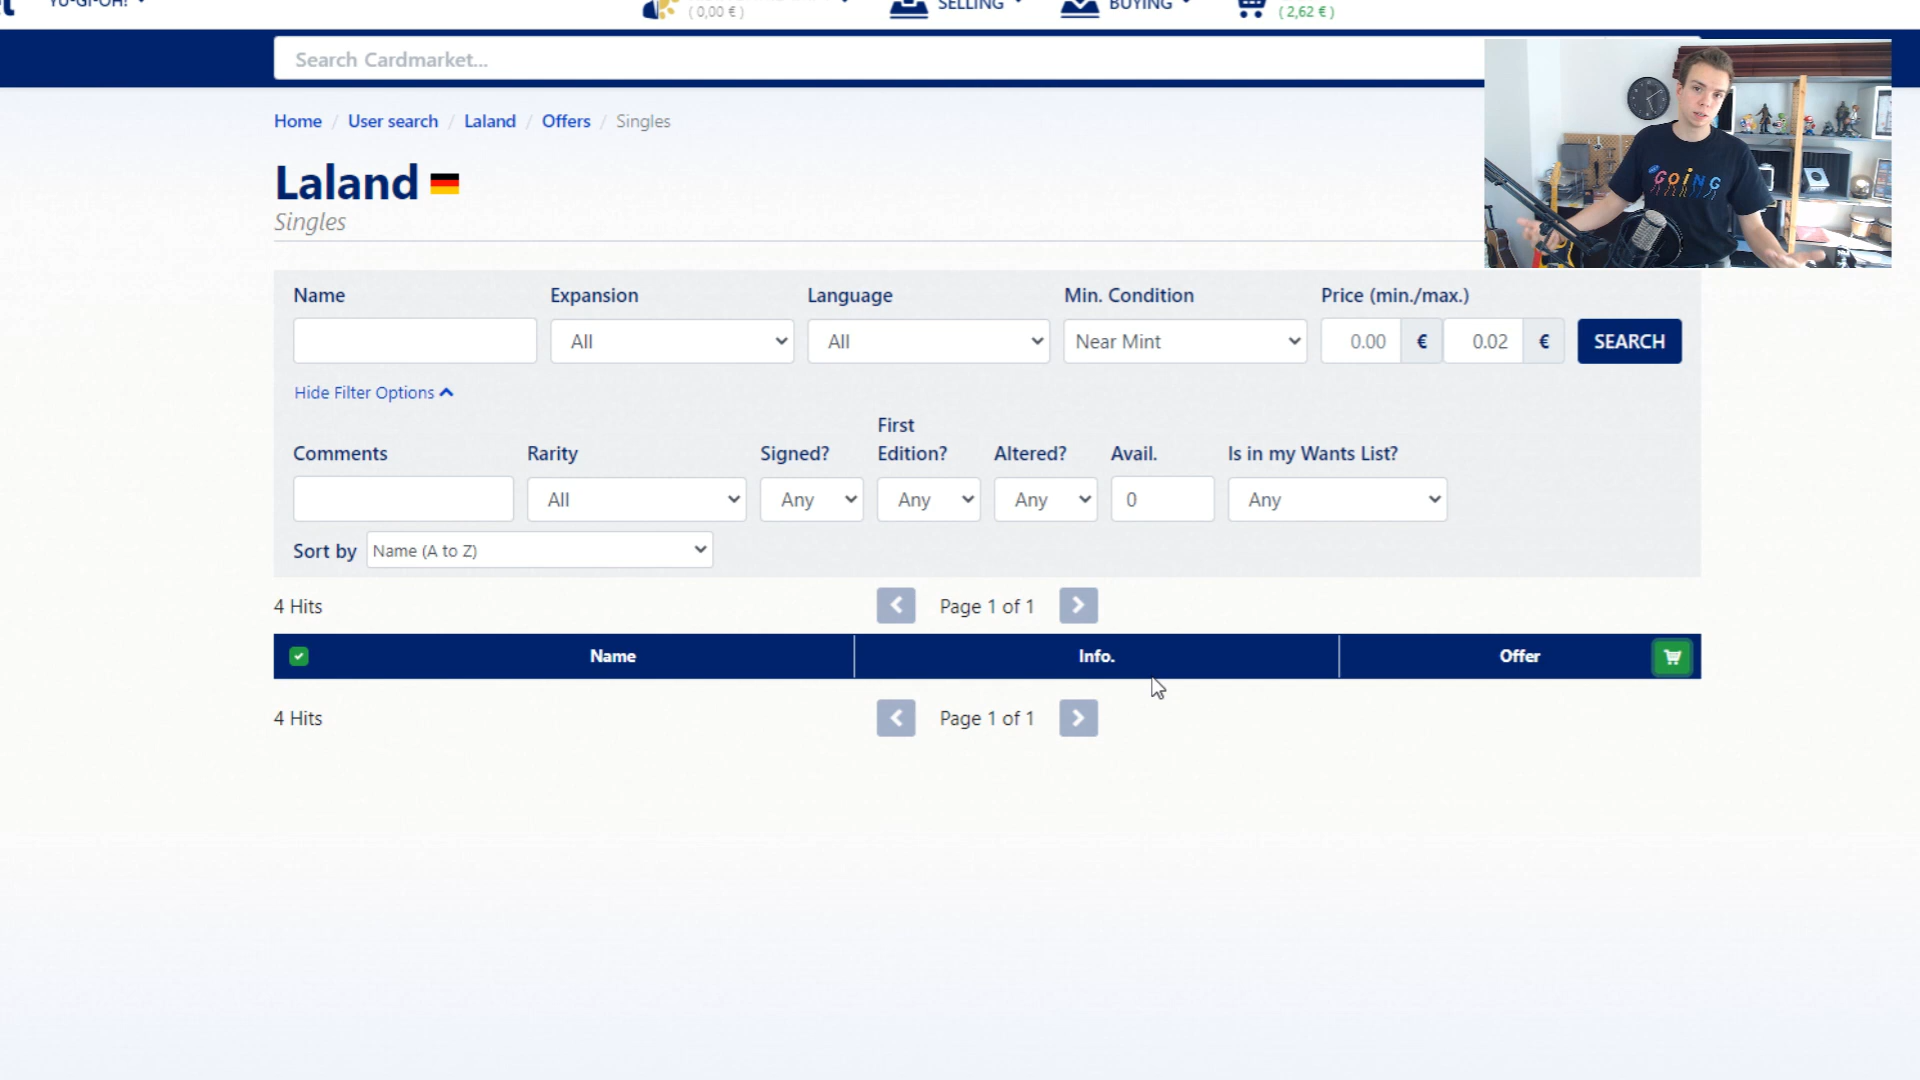 YU-GI-OH!
SELLING
BUYING
( 0,00 € )
( 2,62 € )
Search Cardmarket...
Home / User search / Laland / Offers / Singles
Laland
Singles
GOING
Name
Expansion
Language
Min. Condition
Price (min./max.)
All
All
Near Mint
0.00 €
0.02 €
SEARCH
Hide Filter Options
Comments
Rarity
Signed?
First
Edition?
Altered?
Avail.
Is in my Wants List?
All
Any
Any
Any
0
Any
Sort by Name (A to Z)
4 Hits
Page 1 of 1
Name
Info.
Offer
4 Hits
Page 1 of 1